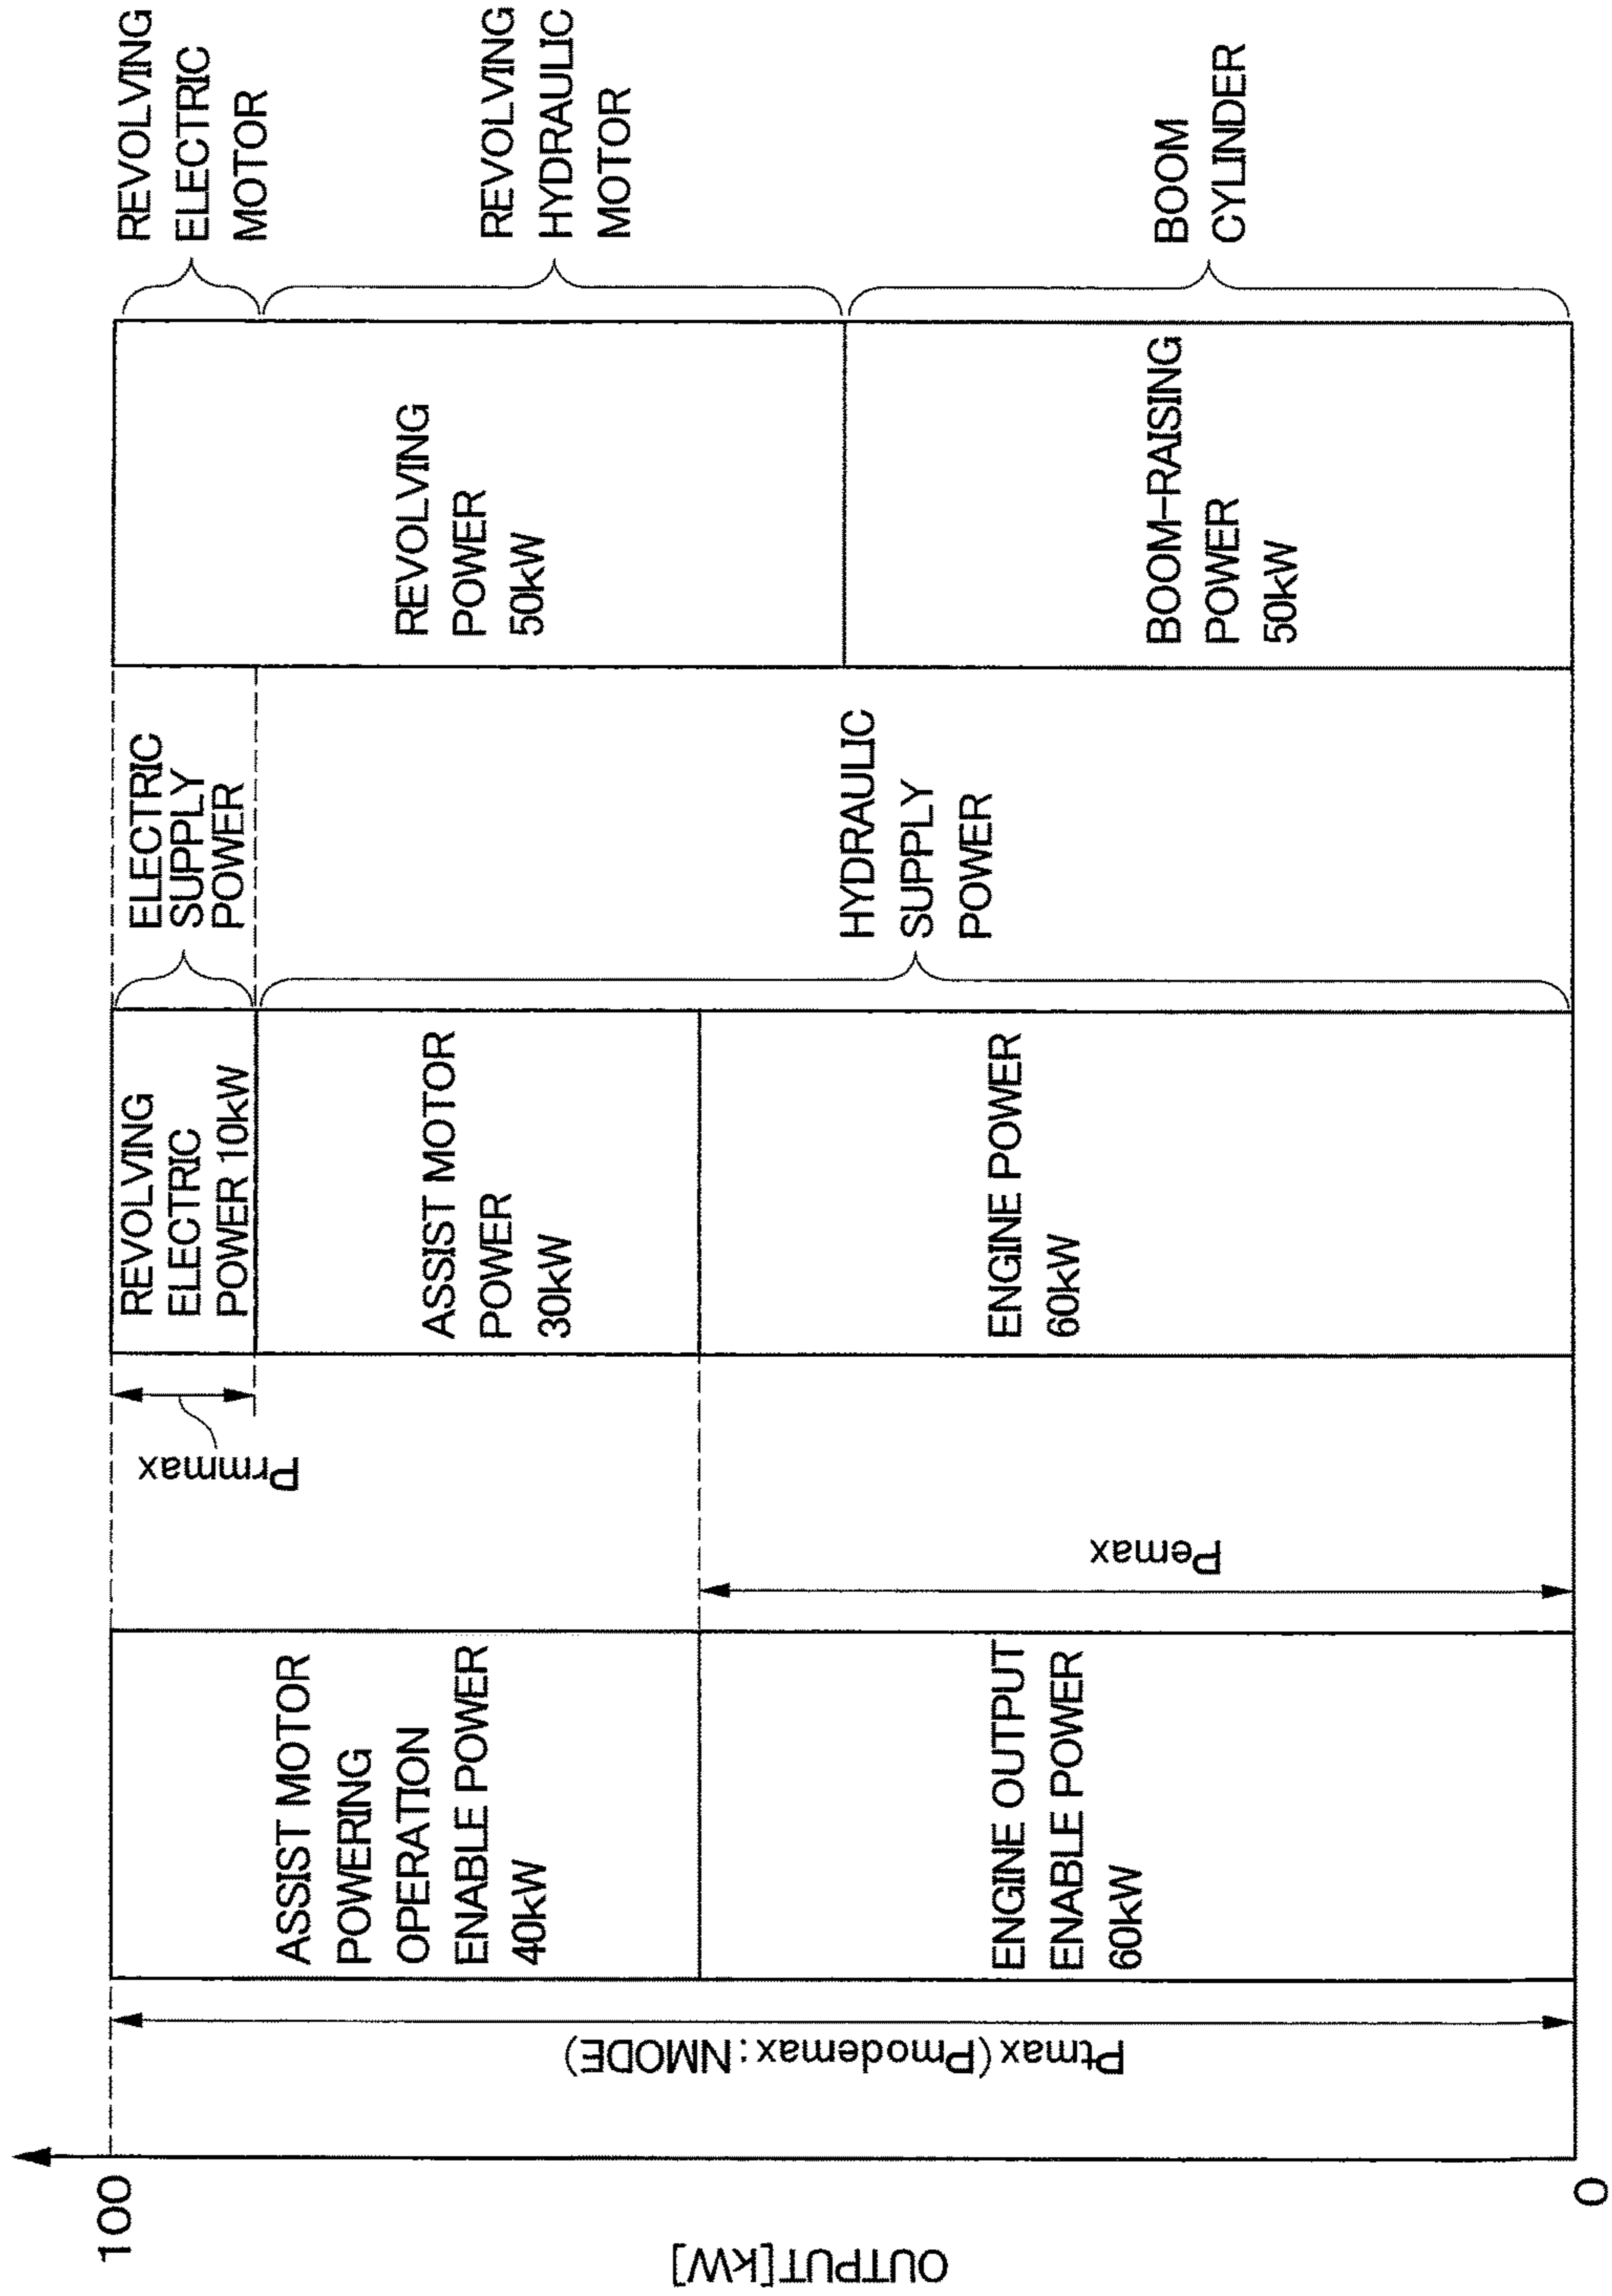 OUTPUT[kW]
100
0
Ptmax(Pmodemax:NMODE)
ASSIST MOTOR
POWERING
OPERATION
ENABLE POWER
40kW
ENGINE OUTPUT
ENABLE POWER
60kW
Pemax
Prmmax
REVOLVING
ELECTRIC
POWER 10kW
ASSIST MOTOR
POWER
30kW
ENGINE POWER
60kW
ELECTRIC
SUPPLY
POWER
HYDRAULIC
SUPPLY
POWER
REVOLVING
POWER
50kW
BOOM-RAISING
POWER
50kW
REVOLVING
ELECTRIC
MOTOR
REVOLVING
HYDRAULIC
MOTOR
BOOM
CYLINDER